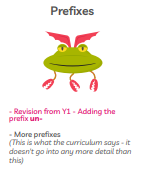 Prefixes
- Revision from Y1 - Adding the
prefix un-
- More prefixes
(This is what the curriculum says - it
doesn't go into any more detail than
this)